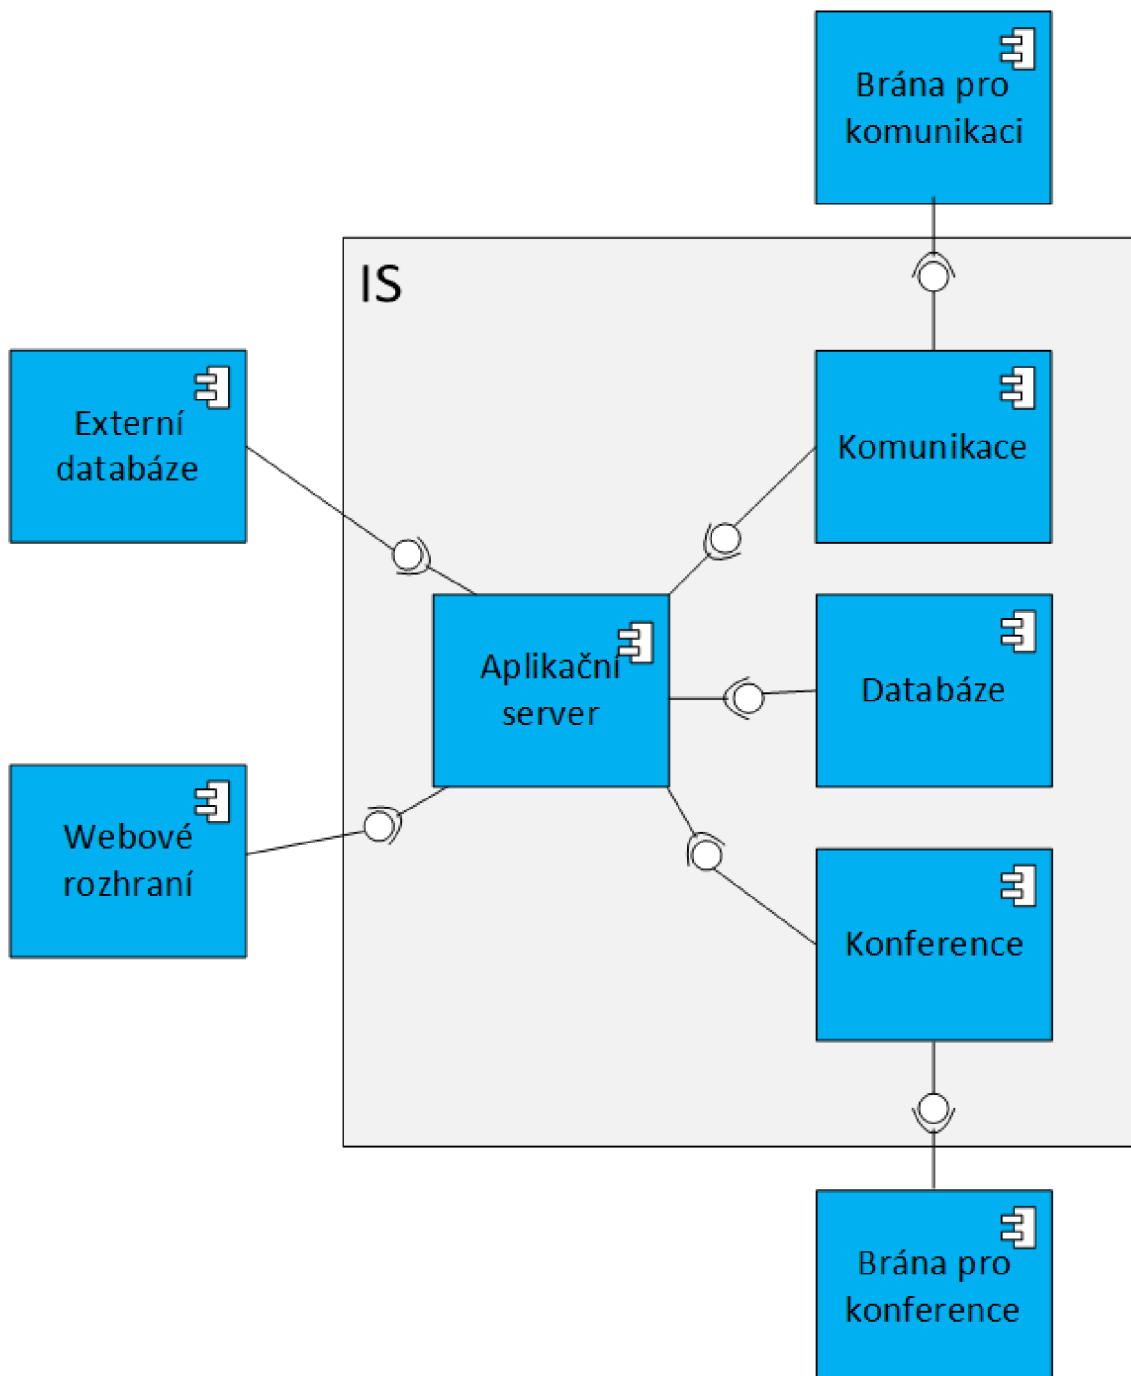 Brána pro
komunikaci
IS
Externí
databáze
Komunikace
Aplikační
server
Databáze
Webové
rozhraní
Konference
Brána pro
konference